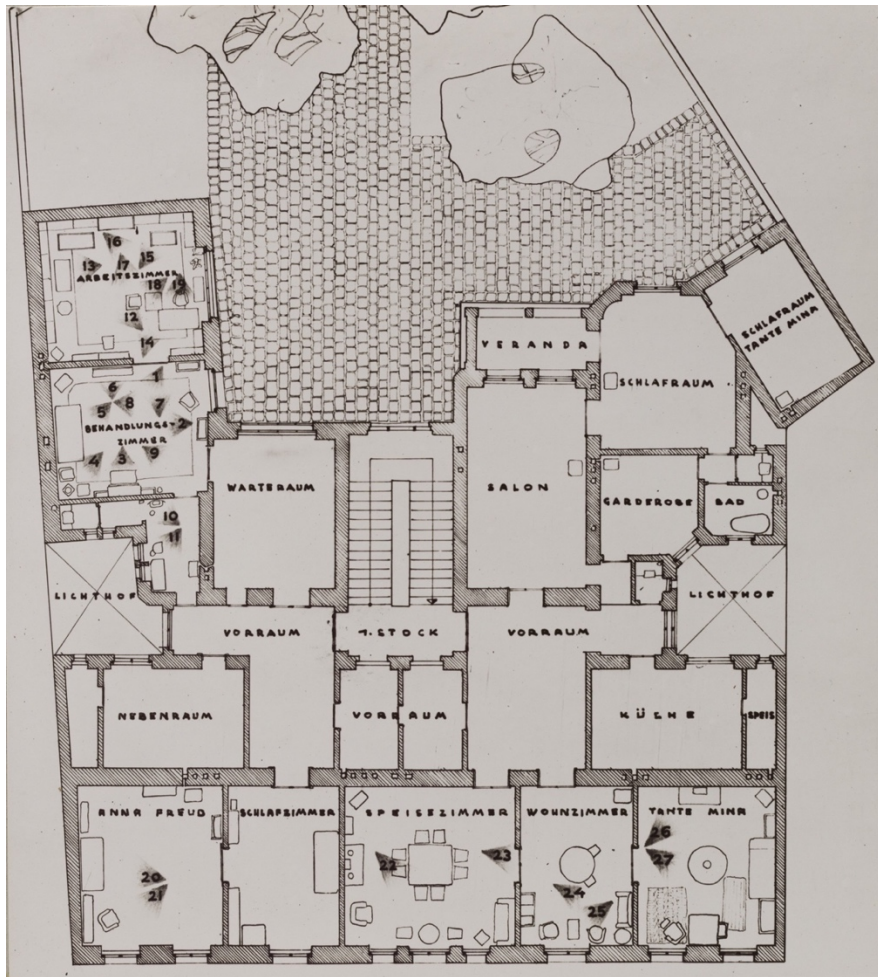 16
13 17 15
ARBEITSZIMMER
18 19
12
14
1
6
5 8 7
2
BEHANDLUNGS-
ZIMMER
4 3 9
10
11
WARTERAUM
VERANDA
SCHLAFRAUM
SCHLAFRAUM
TANTE MINA
SALON
GARDEROBE
BAD
LICHTHOF
LICHTHOF
VORRAUM
1. STOCK
VORRAUM
NEBENRAUM
VORRAUM
KÜCHE
SPEIS
ANNA FREUD
SCHLAFZIMMER
SPEISEZIMMER
WOHNZIMMER
TANTE MINA
20
21
22
23
24
25
26
27